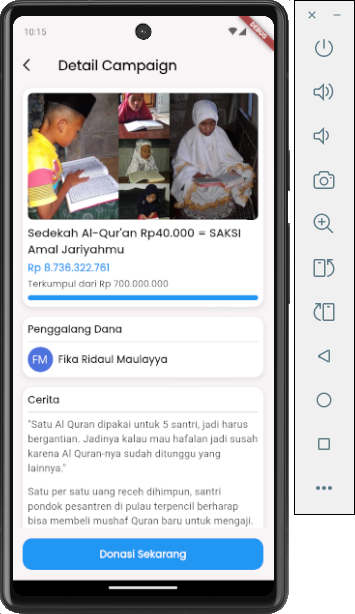 10:15
DEBUG
Detail Campaign
Sedekah Al-Qur'an Rp40.000 = SAKSI
Amal Jariyahmu
Rp 8.736.322.761
Terkumpul dari Rp 700.000.000
Penggalang Dana
FM Fika Ridaul Maulayya
Cerita
"Satu Al Quran dipakai untuk 5 santri, jadi harus
bergantian. Jadinya kalau mau hafalan jadi susah
karena Al Quran-nya sudah ditunggu yang
lainnya."
Satu per satu uang receh dihimpun, santri
pondok pesantren di pulau terpencil berharap
bisa membeli mushaf Quran baru untuk mengaji.
Donasi Sekarang